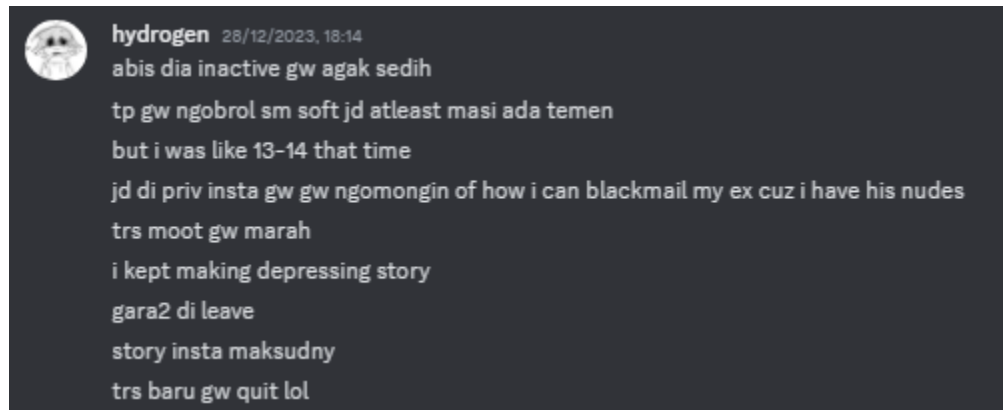 hydrogen 28/12/2023, 18:14
abis dia inactive gw agak sedih
tp gw ngobrol sm soft jd atleast masi ada temen
but i was like 13-14 that time
jd di priv insta gw gw ngomongin of how i can blackmail my ex cuz i have his nudes
trs moot gw marah
i kept making depressing story
gara2 di leave
story insta maksudny
trs baru gw quit lol